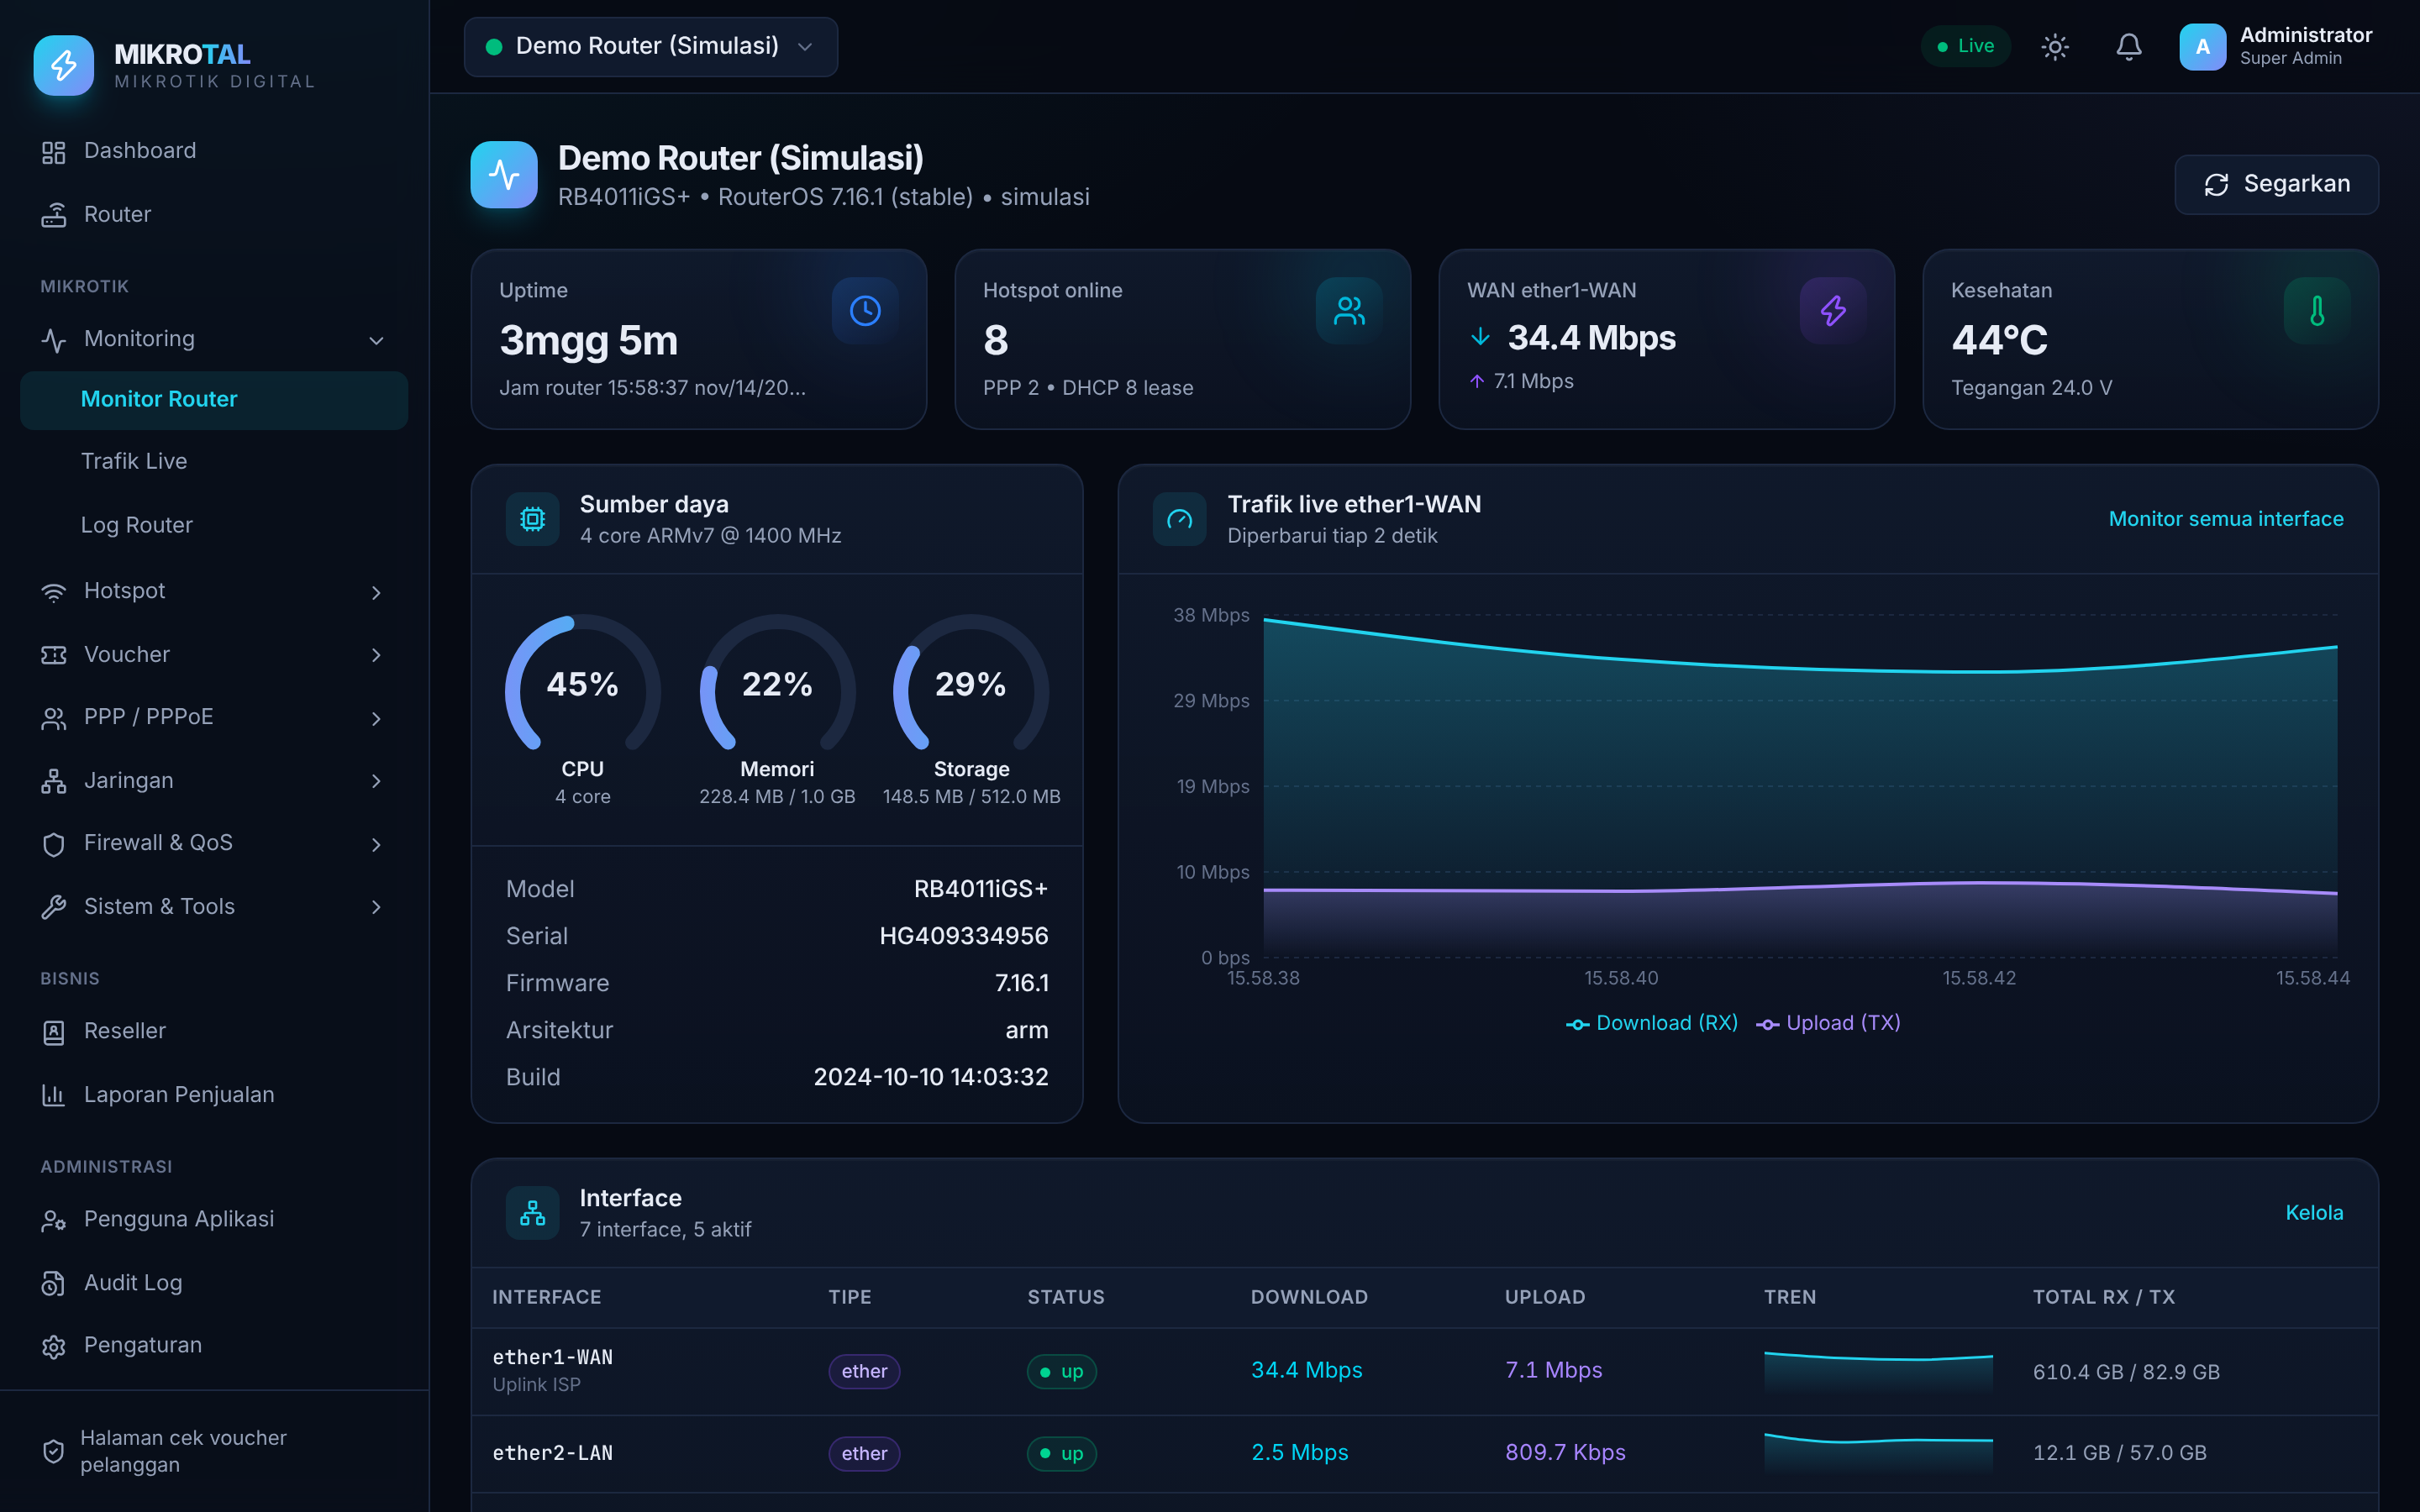 MIKROTAL
MIKROTIK DIGITAL
Dashboard
Router
MIKROTIK
Monitoring
Monitor Router
Trafik Live
Log Router
Hotspot
Voucher
PPP / PPPoE
Jaringan
Firewall & QoS
Sistem & Tools
BISNIS
Reseller
Laporan Penjualan
ADMINISTRASI
Pengguna Aplikasi
Audit Log
Pengaturan
Halaman cek voucher
pelanggan
Demo Router (Simulasi)
Live
A
Administrator
Super Admin
Demo Router (Simulasi)
RB4011iGS+ • RouterOS 7.16.1 (stable) • simulasi
Segarkan
Uptime
3mgg 5m
Jam router 15:58:37 nov/14/20...
Hotspot online
8
PPP 2 • DHCP 8 lease
WAN ether1-WAN
↓ 34.4 Mbps
↑ 7.1 Mbps
Kesehatan
44°C
Tegangan 24.0 V
Sumber daya
4 core ARMv7 @ 1400 MHz
45% 22% 29%
CPU Memori Storage
4 core 228.4 MB / 1.0 GB 148.5 MB / 512.0 MB
Model RB4011iGS+
Serial HG409334956
Firmware 7.16.1
Arsitektur arm
Build 2024-10-10 14:03:32
Trafik live ether1-WAN
Diperbarui tiap 2 detik
Monitor semua interface
38 Mbps
29 Mbps
19 Mbps
10 Mbps
0 bps
15.58.38 15.58.40 15.58.42 15.58.44
Download (RX) Upload (TX)
Interface
7 interface, 5 aktif
Kelola
INTERFACE TIPE STATUS DOWNLOAD UPLOAD TREN TOTAL RX / TX
ether1-WAN ether up 34.4 Mbps 7.1 Mbps 610.4 GB / 82.9 GB
Uplink ISP
ether2-LAN ether up 2.5 Mbps 809.7 Kbps 12.1 GB / 57.0 GB